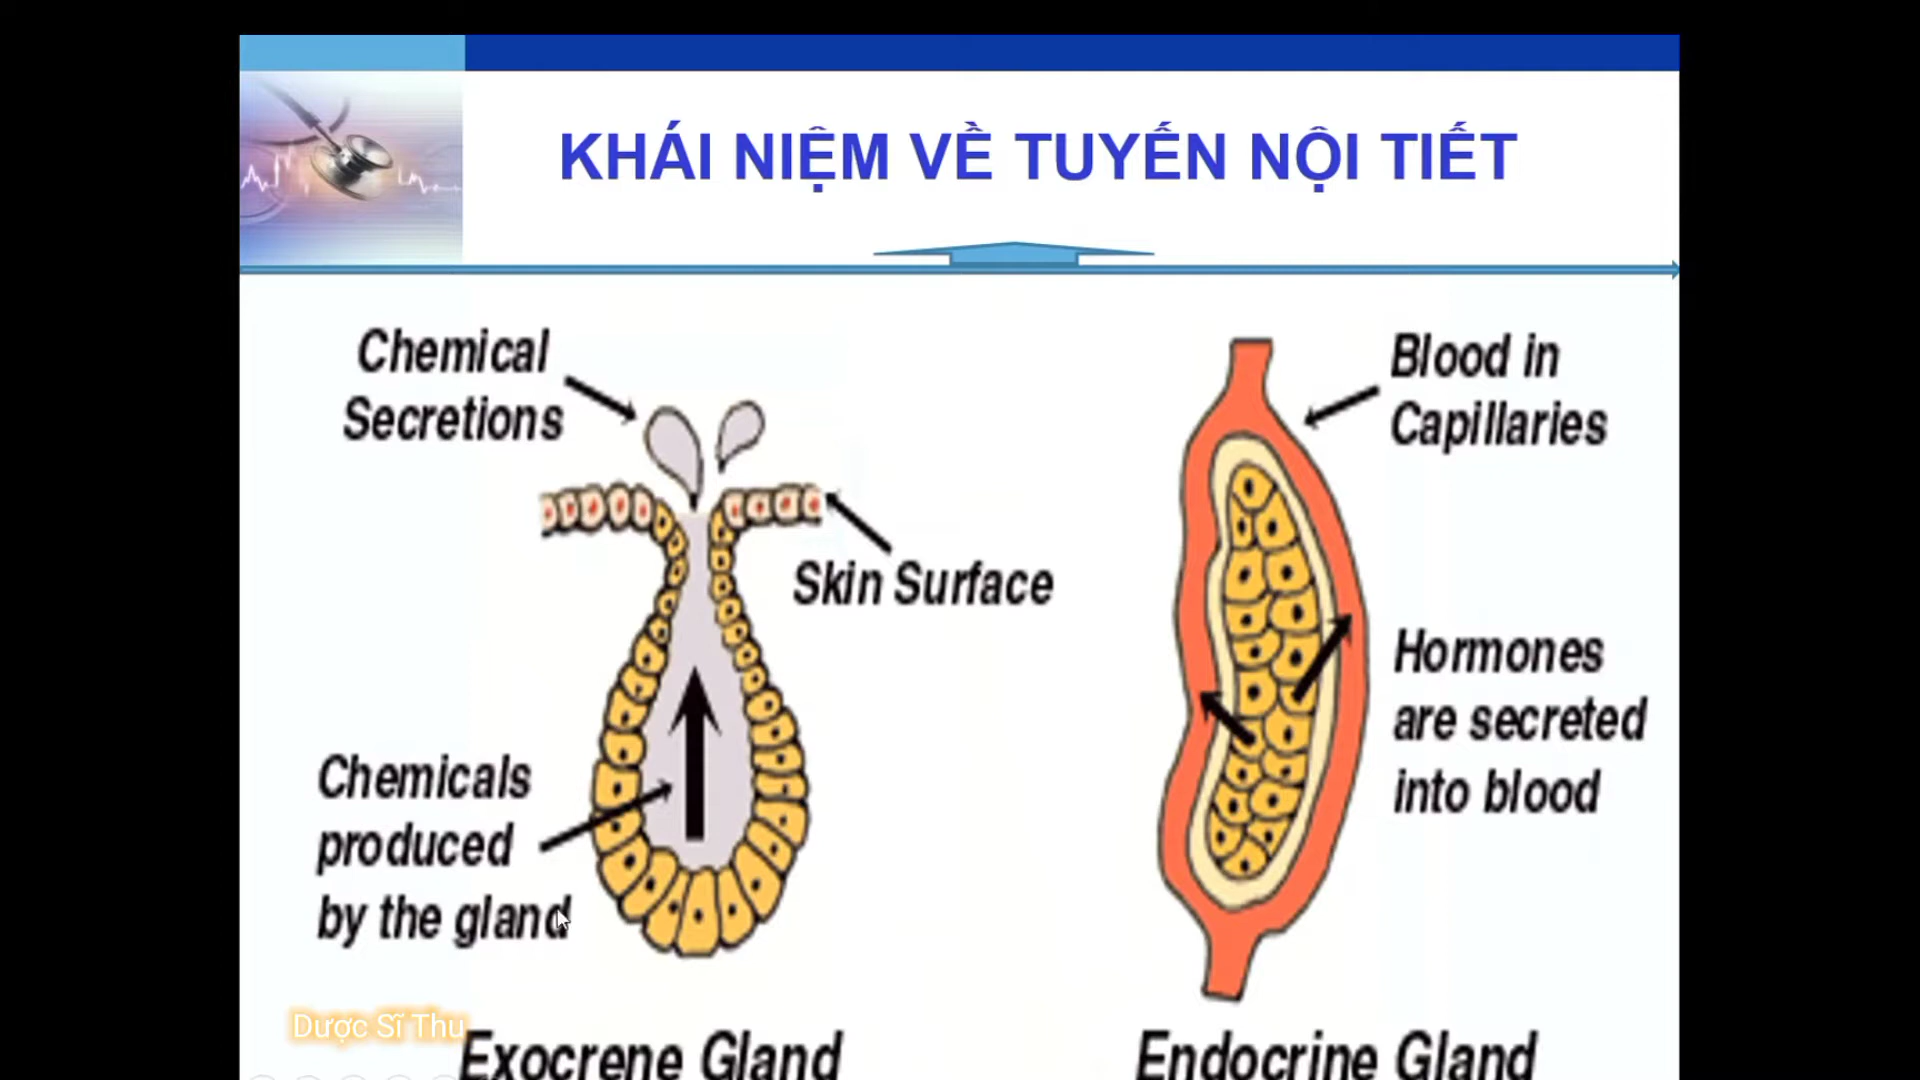 KHÁI NIỆM VỀ TUYẾN NỘI TIẾT
Chemical
Secretions
Skin Surface
Chemicals
produced
by the gland
Exocrene Gland
Blood in
Capillaries
Hormones
are secreted
into blood
Endocrine Gland
Dược Sĩ Thu